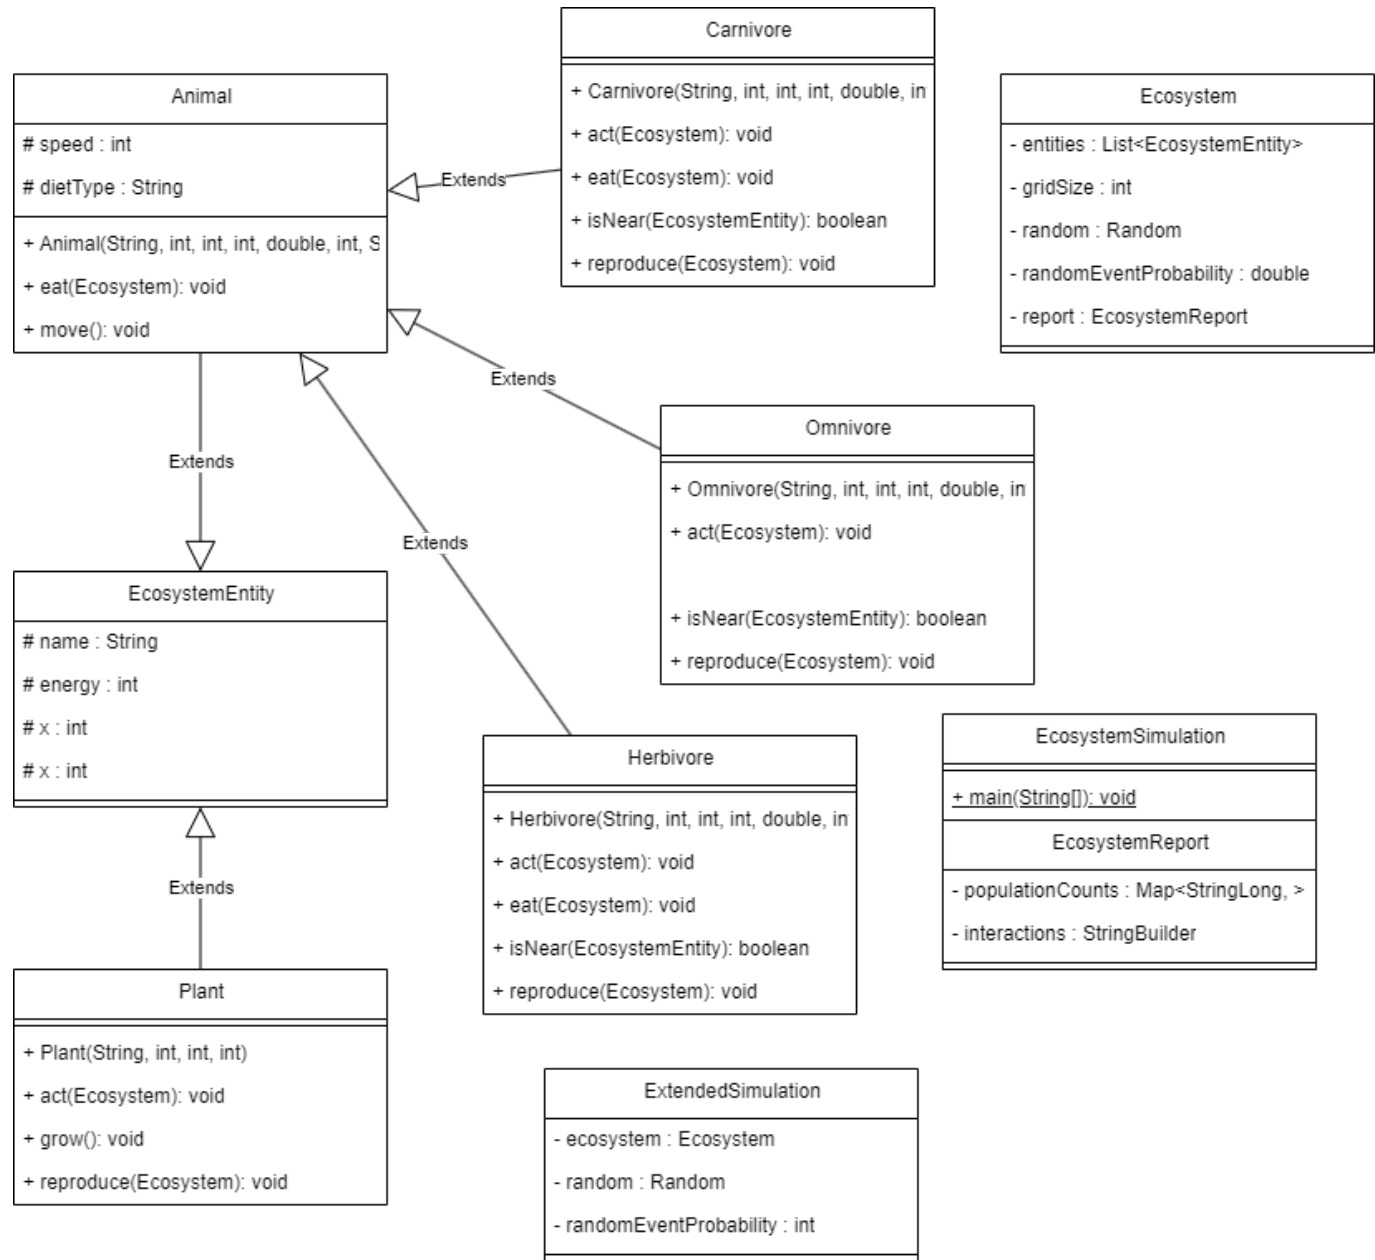 Carnivore
+ Carnivore(String, int, int, int, double, in
+ act(Ecosystem): void
+ eat(Ecosystem): void
+ isNear(EcosystemEntity): boolean
+ reproduce(Ecosystem): void
Animal
# speed : int
# dietType : String
+ Animal(String, int, int, int, double, int, S
+ eat(Ecosystem): void
+ move(): void
Extends
Ecosystem
- entities : List<EcosystemEntity>
- gridSize : int
- random : Random
- randomEventProbability : double
- report : EcosystemReport
Extends
Omnivore
+ Omnivore(String, int, int, int, double, in
+ act(Ecosystem): void
+ isNear(EcosystemEntity): boolean
+ reproduce(Ecosystem): void
Extends
Extends
EcosystemEntity
# name : String
# energy : int
# x : int
# x : int
Herbivore
+ Herbivore(String, int, int, int, double, in
+ act(Ecosystem): void
+ eat(Ecosystem): void
+ isNear(EcosystemEntity): boolean
+ reproduce(Ecosystem): void
EcosystemSimulation
+ main(String[]): void
EcosystemReport
- populationCounts : Map<StringLong, >
- interactions : StringBuilder
Extends
Plant
+ Plant(String, int, int, int)
+ act(Ecosystem): void
+ grow(): void
+ reproduce(Ecosystem): void
ExtendedSimulation
- ecosystem : Ecosystem
- random : Random
- randomEventProbability : int